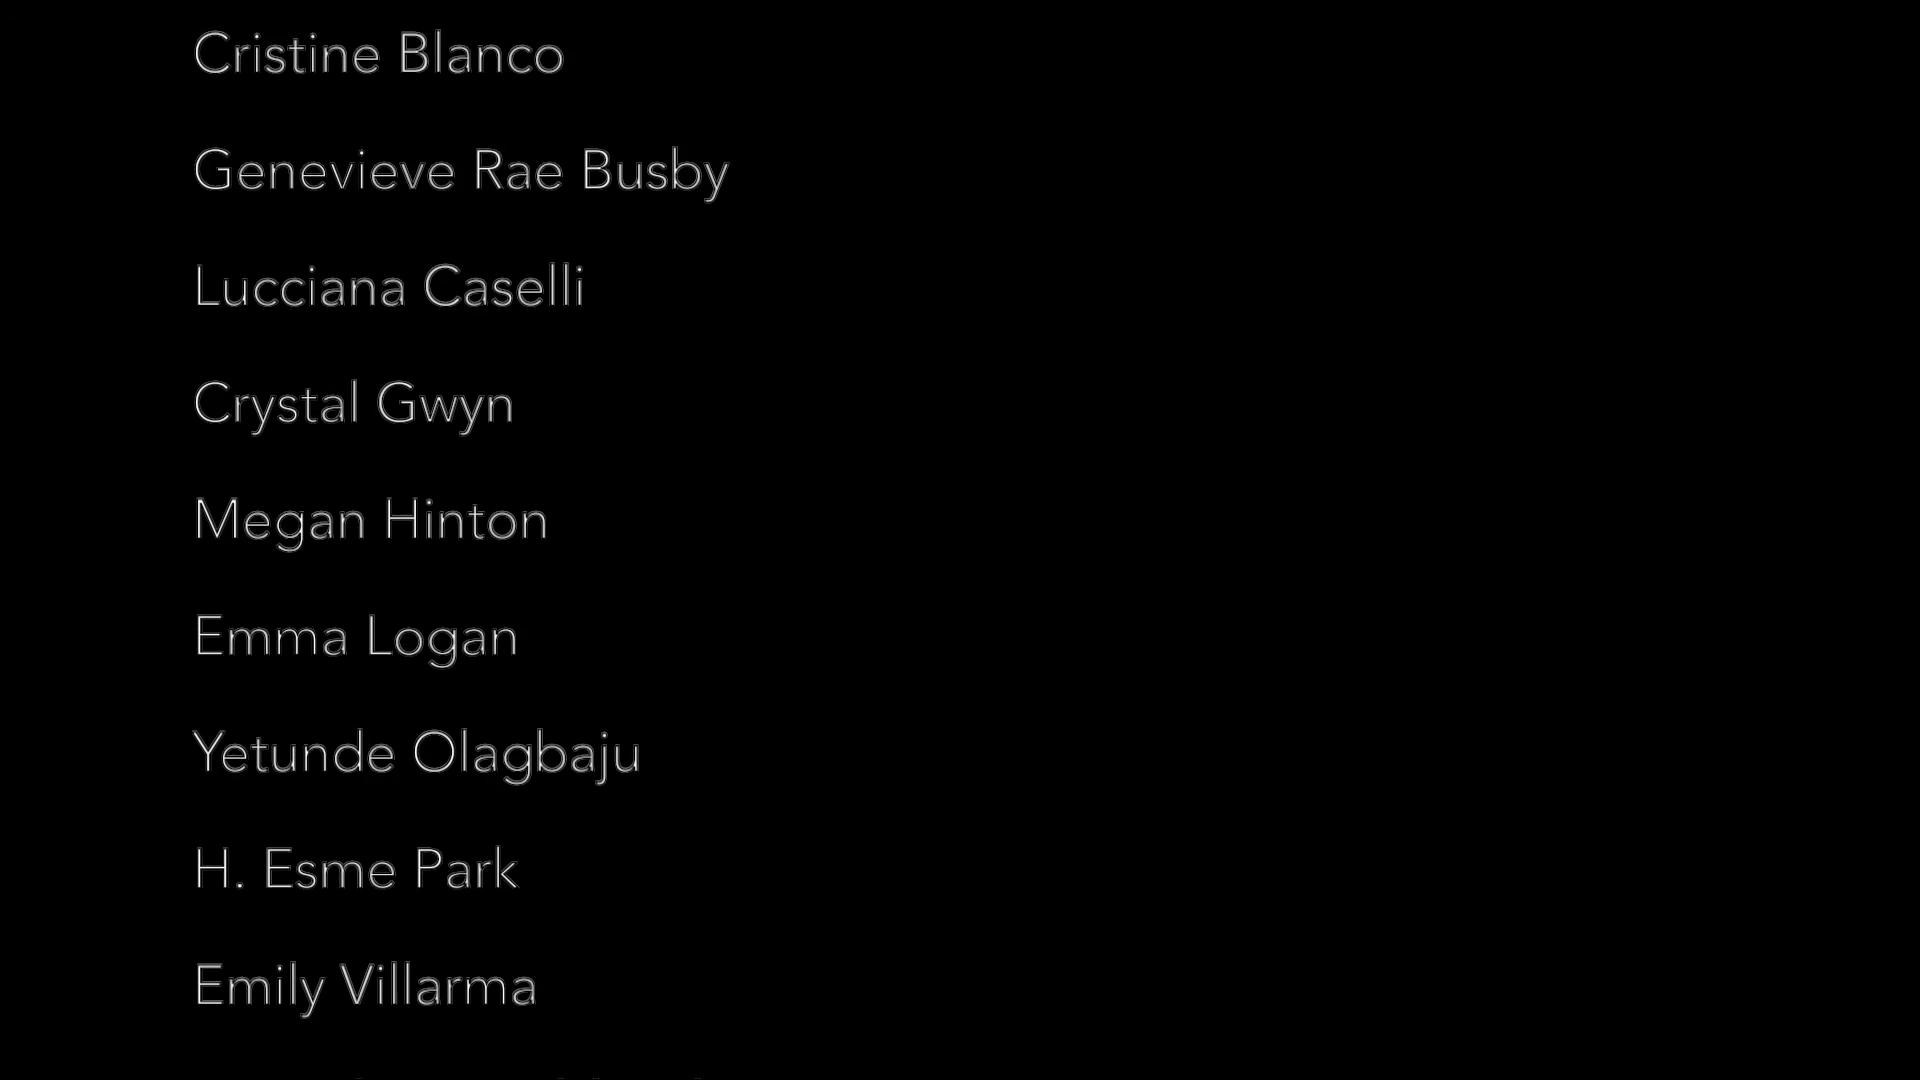 Cristine Blanco
Genevieve Rae Busby
Lucciana Caselli
Crystal Gwyn
Megan Hinton
Emma Logan
Yetunde Olagbaju
H. Esme Park
Emily Villarma